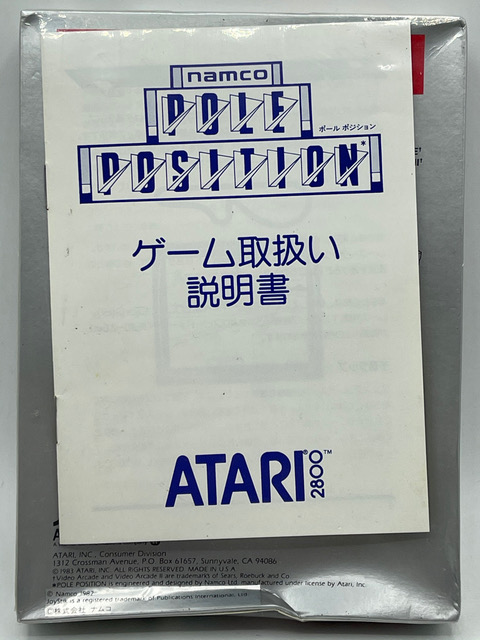 namco
POLE
ポール ポジション
POSITION*
ゲーム取扱い
説明書
ATARI® 2800™
ATARI, INC., Consumer Division
1312 Crossman Avenue, P.O. Box 61657, Sunnyvale, CA 94086
© 1983 ATARI, INC. ALL RIGHTS RESERVED. MADE IN U.S.A.
† Video Arcade and Video Arcade II are trademarks of Sears, Roebuck and Co.
*POLE POSITION is engineered and designed by Namco Ltd. manufactured under license by Atari, Inc.
© Namco 1982
is a registered trademark of Publications International, Ltd.
©株式会社 ナムコ